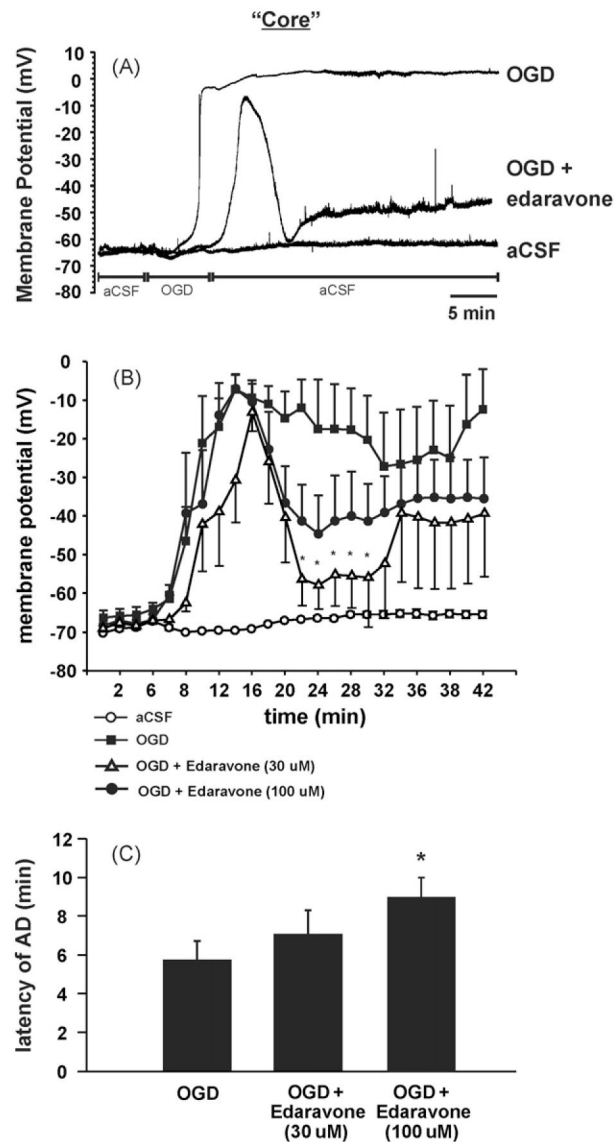 "Core"
(A)
Membrane Potential (mV)
10
0
-10
-20
-30
-40
-50
-60
-70
-80
OGD
OGD +
edaravone
aCSF
aCSF
OGD
aCSF
5 min
(B)
membrane potential (mV)
0
-10
-20
-30
-40
-50
-60
-70
-80
* * * * *
2 4 6 8 12 14 16 18 20 22 24 26 28 30 32 34 36 38 42
time (min)
aCSF
OGD
OGD + Edaravone (30 uM)
OGD + Edaravone (100 uM)
(C)
latency of AD (min)
12
10
8
6
4
2
0
*
OGD
OGD +
Edaravone
(30 uM)
OGD +
Edaravone
(100 uM)